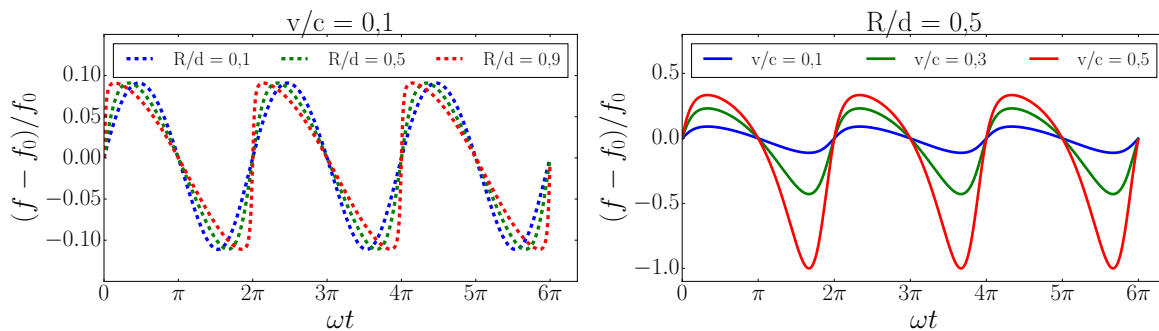 v/c = 0,1
R/d = 0,1 R/d = 0,5 R/d = 0,9
0.10
0.05
0.00
−0.05
−0.10
(f − f₀)/f₀
0 π 2π 3π 4π 5π 6π
ωt
R/d = 0,5
v/c = 0,1 v/c = 0,3 v/c = 0,5
0.5
0.0
−0.5
−1.0
(f − f₀)/f₀
0 π 2π 3π 4π 5π 6π
ωt